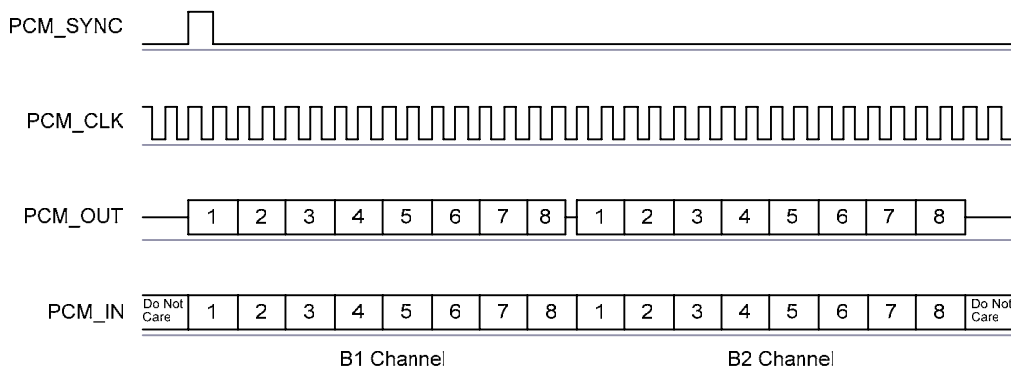 PCM_SYNC
PCM_CLK
PCM_OUT 1 2 3 4 5 6 7 8 1 2 3 4 5 6 7 8
PCM_IN Do Not Care 1 2 3 4 5 6 7 8 1 2 3 4 5 6 7 8 Do Not Care
B1 Channel B2 Channel